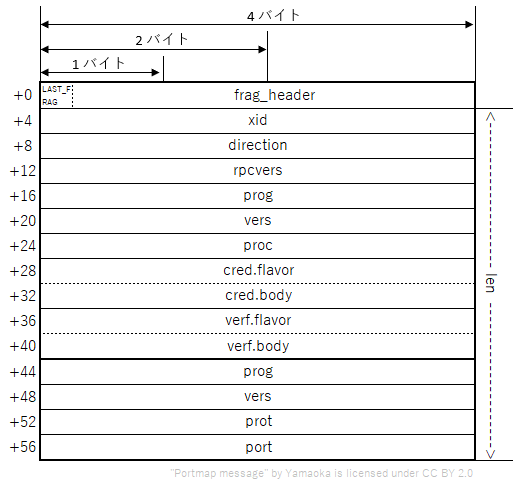 4 バイト
2 バイト
1 バイト
+0 LAST_F
RAG frag_header
+4 xid
+8 direction
+12 rpcvers
+16 prog
+20 vers
+24 proc
+28 cred.flavor
+32 cred.body
+36 verf.flavor
+40 verf.body
+44 prog
+48 vers
+52 prot
+56 port
len
"Portmap message" by Yamaoka is licensed under CC BY 2.0